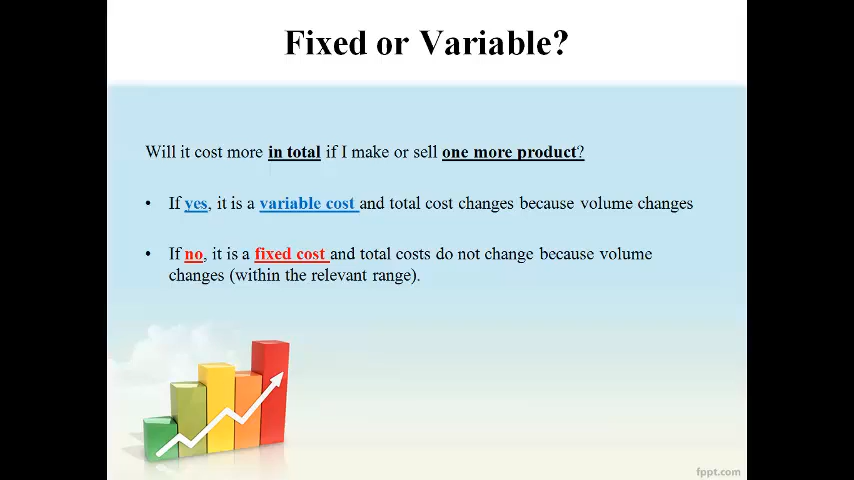 Fixed or Variable?
Will it cost more in total if I make or sell one more product?
• If yes, it is a variable cost and total cost changes because volume changes
• If no, it is a fixed cost and total costs do not change because volume
changes (within the relevant range).
fppt.com